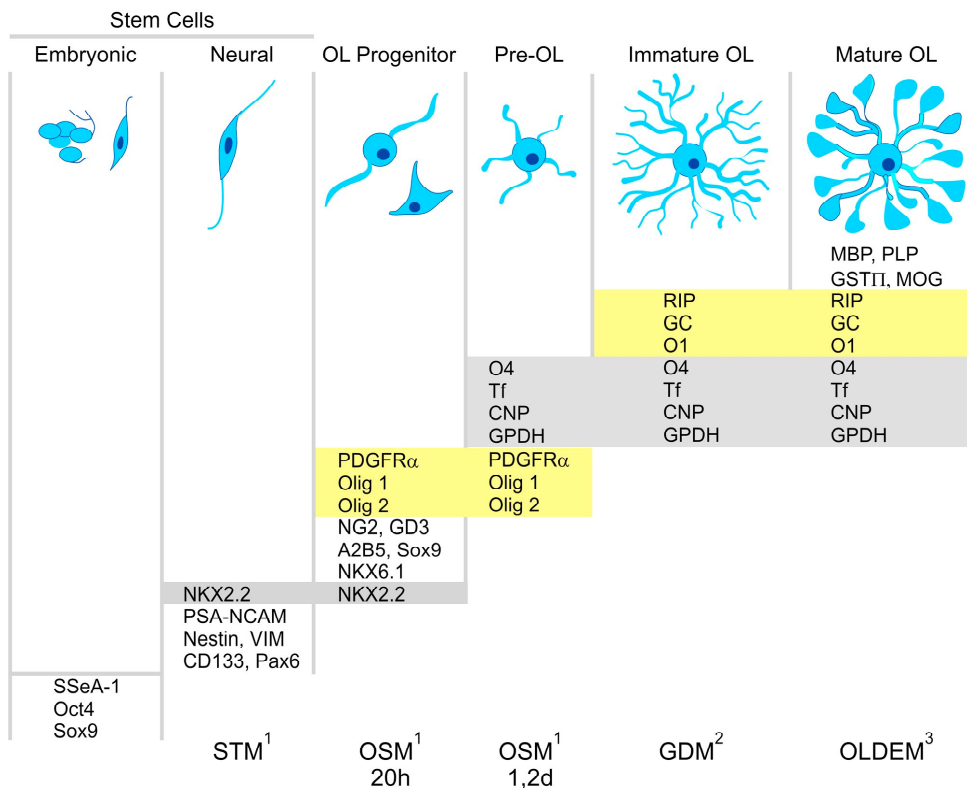 Stem Cells
Embryonic Neural OL Progenitor Pre-OL Immature OL Mature OL
MBP, PLP
GSTΠ, MOG
RIP RIP
GC GC
O1 O1
O4 O4 O4
Tf Tf Tf
CNP CNP CNP
GPDH GPDH GPDH
PDGFRα PDGFRα
Olig 1 Olig 1
Olig 2 Olig 2
NG2, GD3
A2B5, Sox9
NKX6.1
NKX2.2 NKX2.2
PSA-NCAM
Nestin, VIM
CD133, Pax6
SSeA-1
Oct4
Sox9
STM¹ OSM¹ OSM¹ GDM² OLDEM³
20h 1,2d